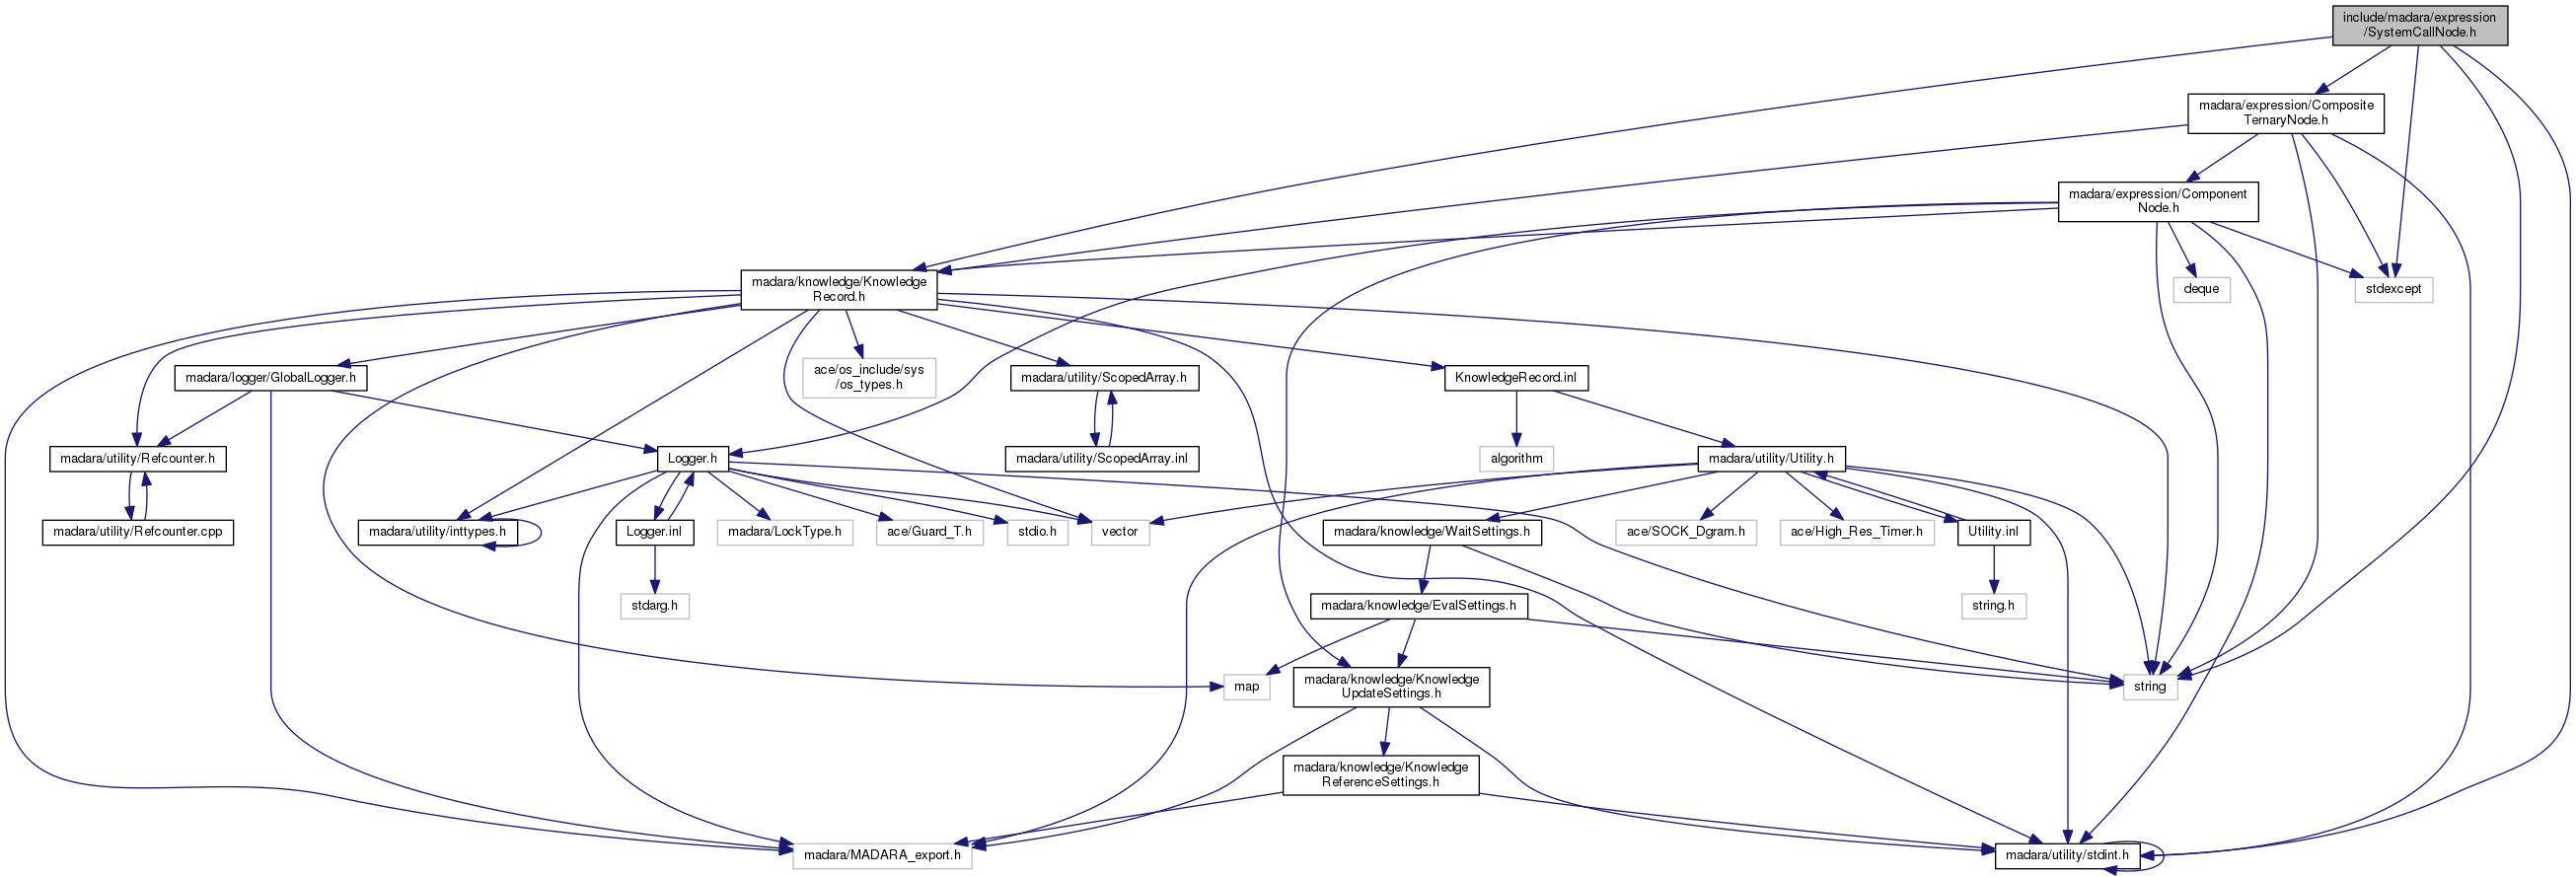 include/madara/expression
/SystemCallNode.h
madara/expression/Composite
TernaryNode.h
madara/expression/Component
Node.h
madara/knowledge/Knowledge
Record.h
deque
stdexcept
madara/logger/GlobalLogger.h
ace/os_include/sys
/os_types.h
madara/utility/ScopedArray.h
KnowledgeRecord.inl
madara/utility/Refcounter.h
Logger.h
madara/utility/ScopedArray.inl
algorithm
madara/utility/Utility.h
madara/utility/Refcounter.cpp
madara/utility/inttypes.h
Logger.inl
madara/LockType.h
ace/Guard_T.h
stdio.h
vector
madara/knowledge/WaitSettings.h
ace/SOCK_Dgram.h
ace/High_Res_Timer.h
Utility.inl
stdarg.h
madara/knowledge/EvalSettings.h
string.h
map
madara/knowledge/Knowledge
UpdateSettings.h
string
madara/knowledge/Knowledge
ReferenceSettings.h
madara/MADARA_export.h
madara/utility/stdint.h